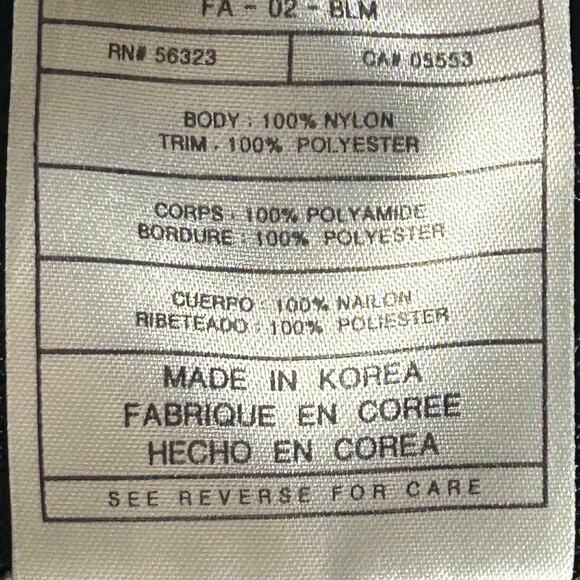 FA - 02 - BLM
RN# 56323
CA# 05553
BODY : 100% NYLON
TRIM : 100% POLYESTER
CORPS : 100% POLYAMIDE
BORDURE : 100% POLYESTER
CUERPO : 100% NAILON
RIBETEADO : 100% POLIESTER
MADE IN KOREA
FABRIQUE EN COREE
HECHO EN COREA
SEE REVERSE FOR CARE